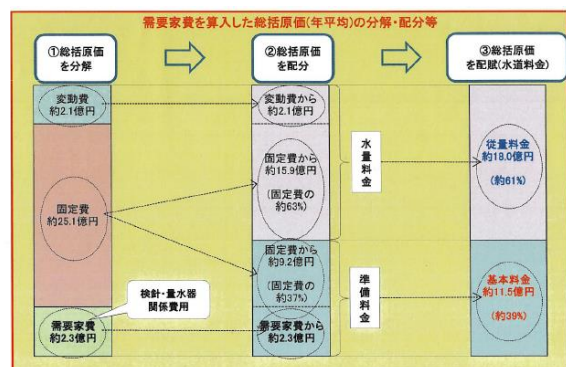 需要家費を算入した総括原価(年平均)の分解・配分等
①総括原価
を分解
②総括原価
を配分
③総括原価
を配賦(水道料金)
変動費
約2.1億円
固定費
約25.1億円
検針・量水器
関係費用
需要家費
約2.3億円
変動費から
約2.1億円
固定費から
約15.9億円
(固定費の
約63%)
固定費から
約9.2億円
(固定費の
約37%)
需要家費から
約2.3億円
水量料金
準備料金
従量料金
約18.0億円
(約61%)
基本料金
約11.5億円
(約39%)